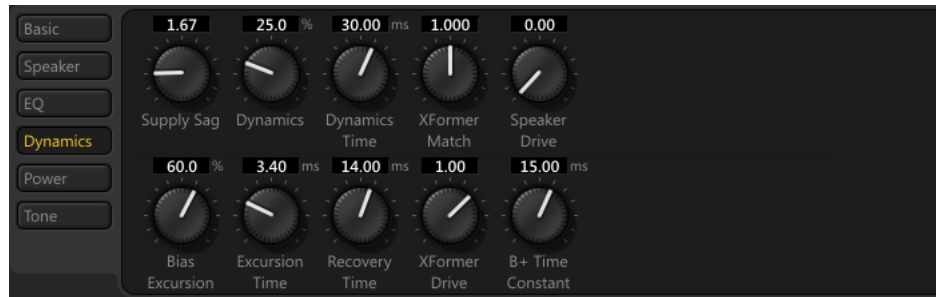 Basic
Speaker
EQ
Dynamics
Power
Tone
1.67 25.0 % 30.00 ms 1.000 0.00
Supply Sag Dynamics Dynamics Time XFormer Match Speaker Drive
60.0 % 3.40 ms 14.00 ms 1.00 15.00 ms
Bias Excursion Excursion Time Recovery Time XFormer Drive B+ Time Constant